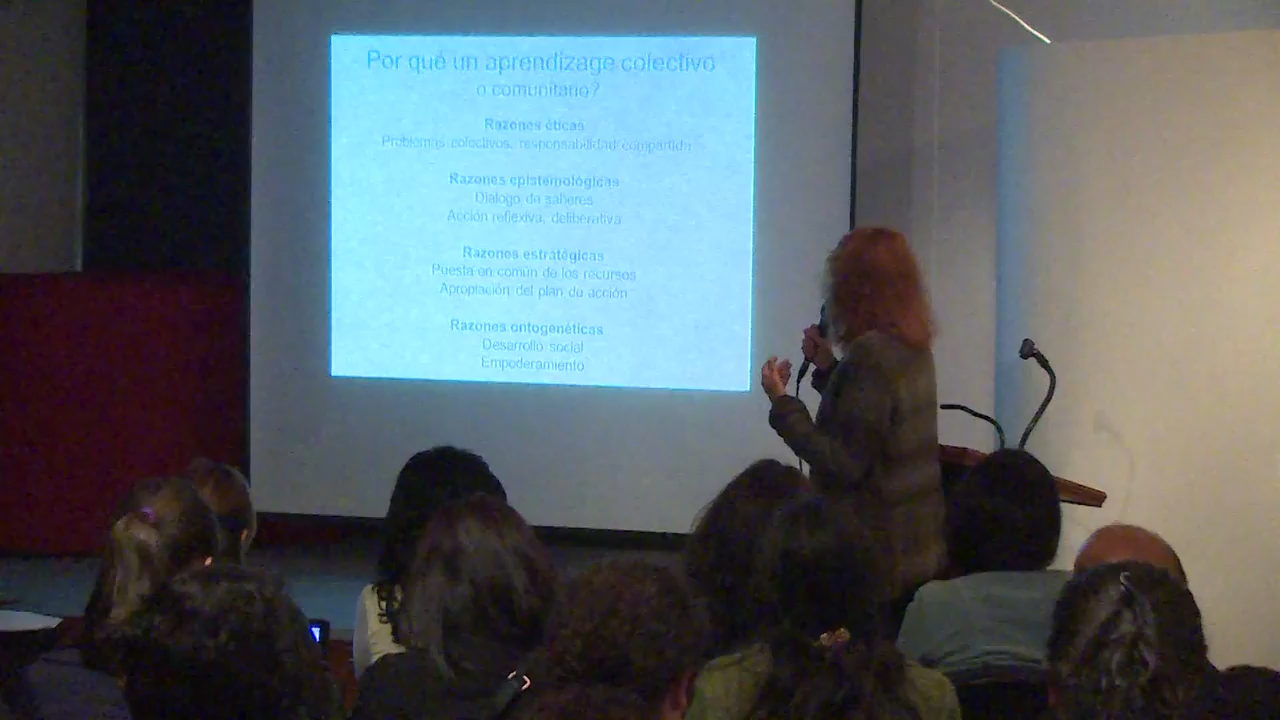 Por qué un aprendizage colectivo
o comunitario?
Razones éticas
Problemas colectivos, responsabilidad compartida
Razones epistemológicas
Dialogo de saberes
Acción reflexiva, deliberativa
Razones estratégicas
Puesta en común de los recursos
Apropiación del plan de acción
Razones ontogenéticas
Desarrollo social
Empoderamiento